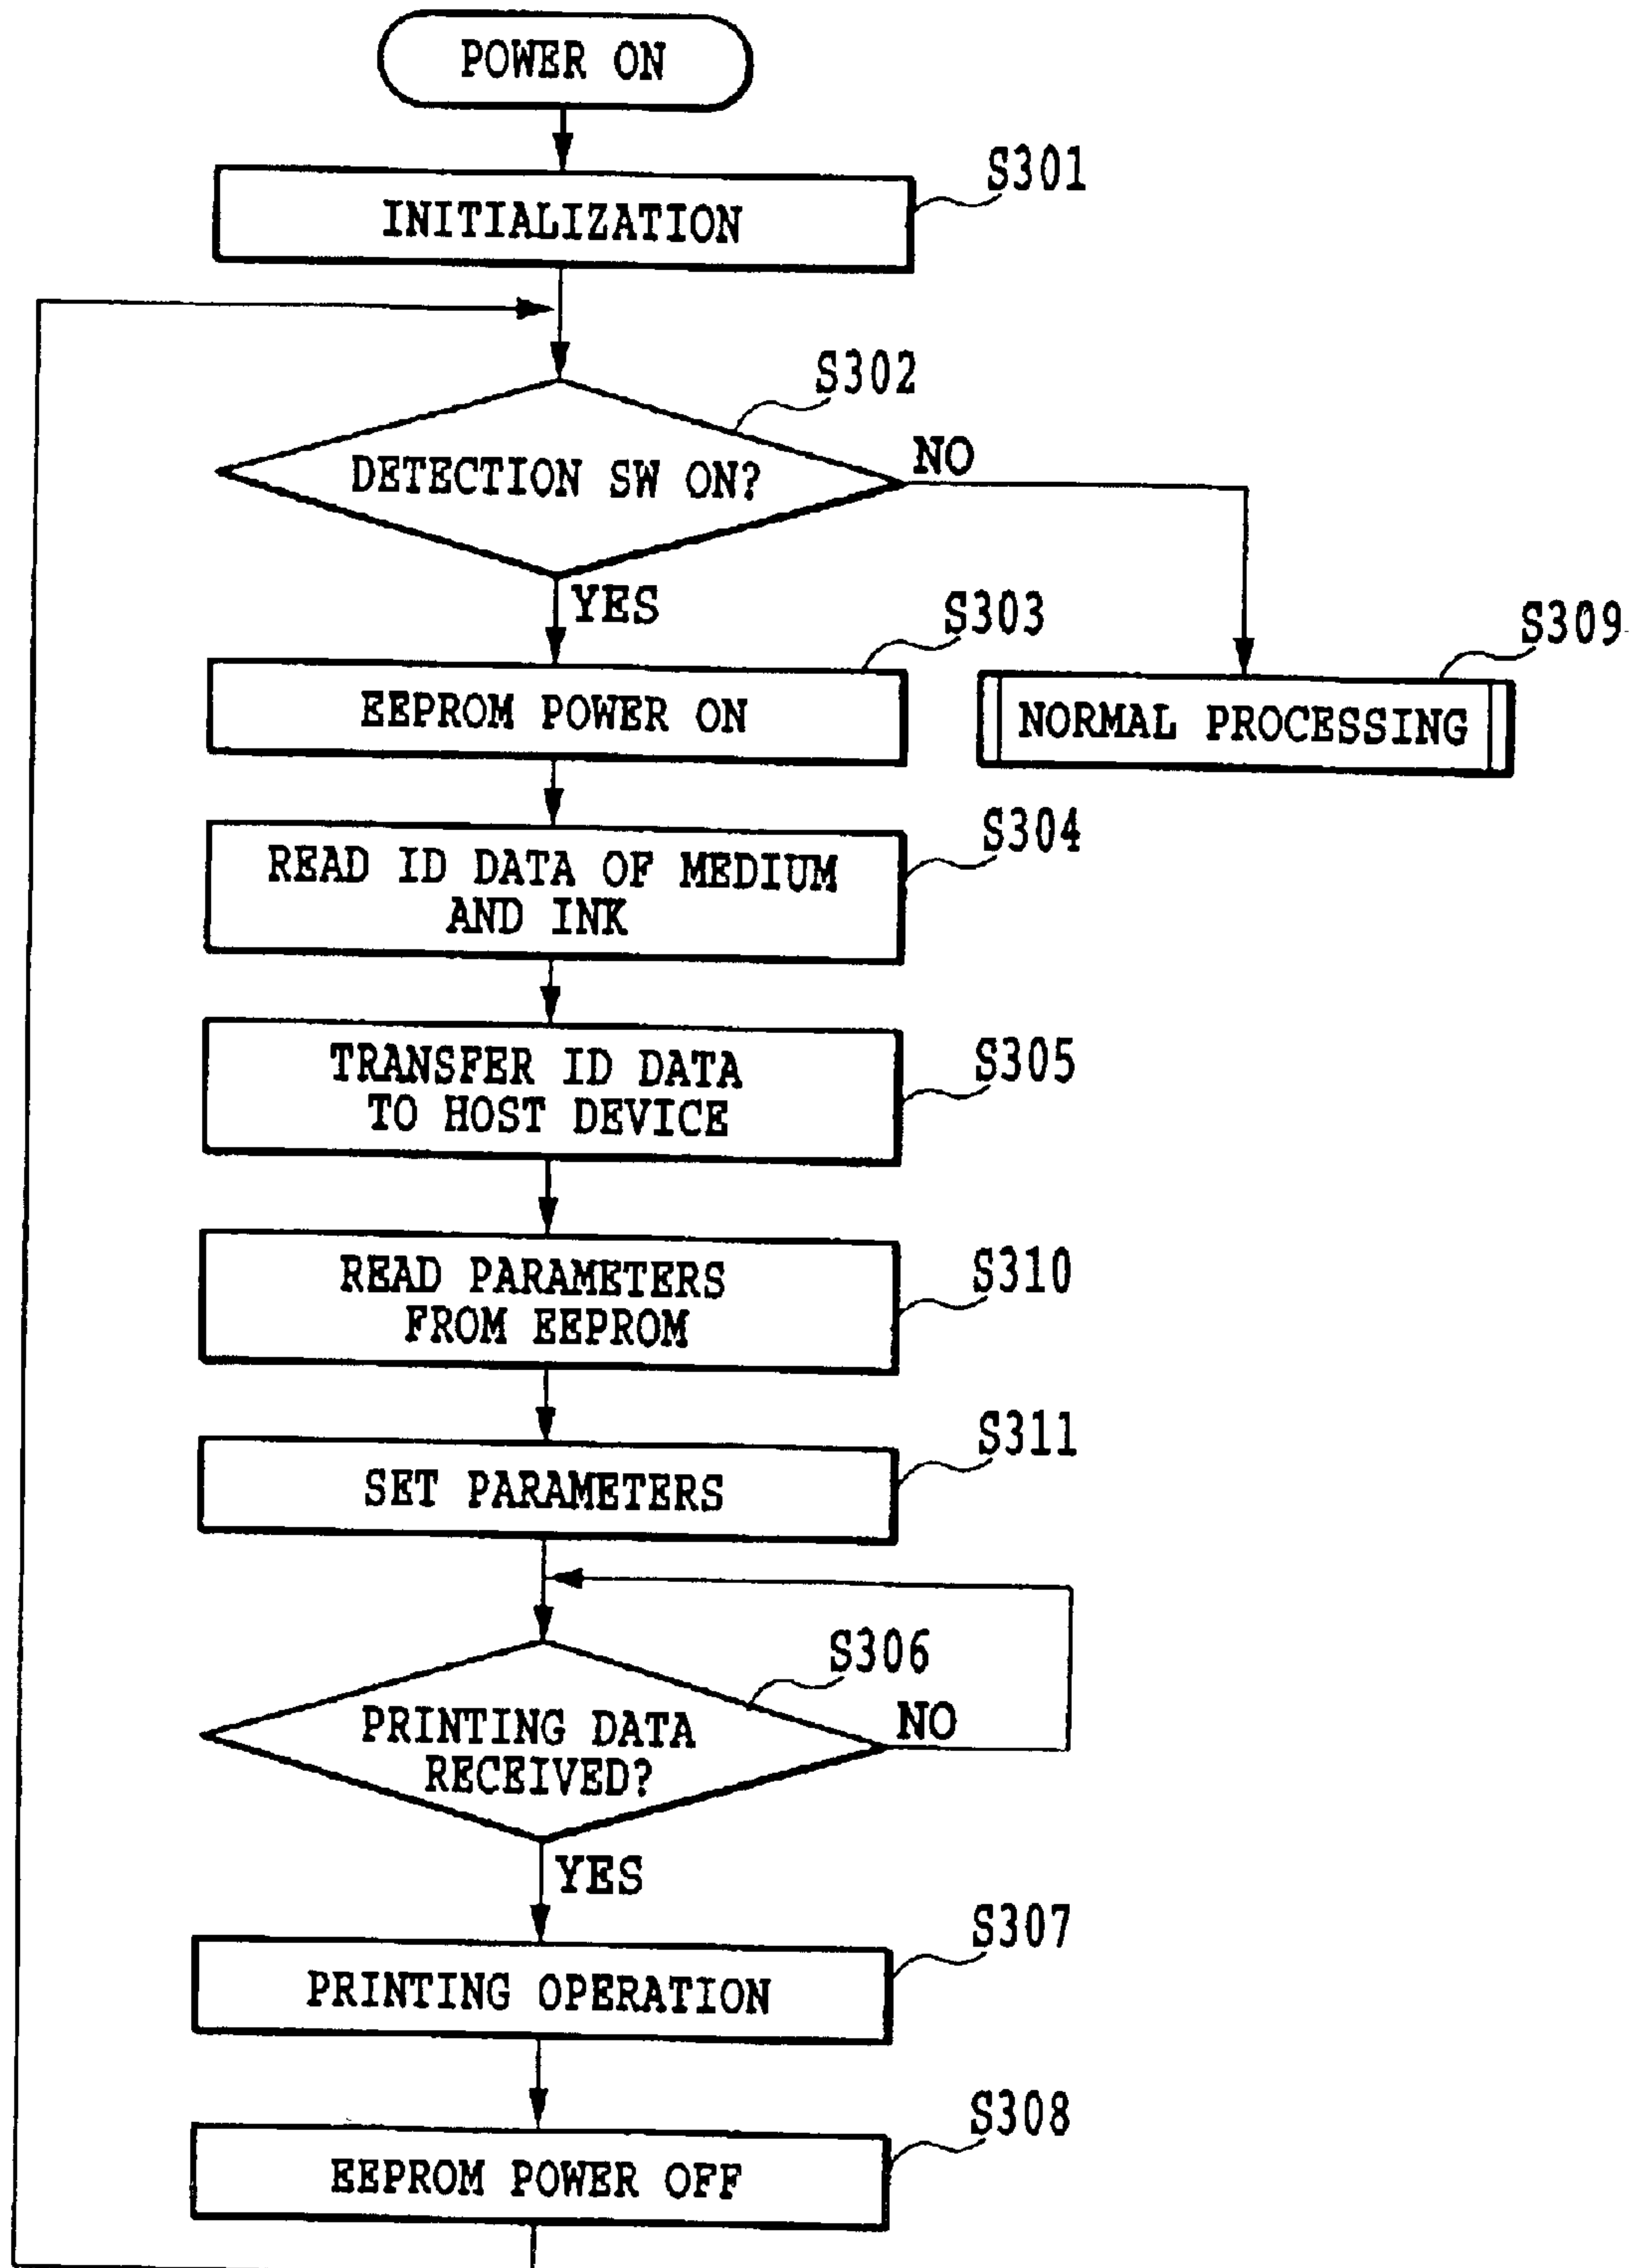 POWER ON
S301
INITIALIZATION
S302
DETECTION SW ON?
NO
YES
S303
EEPROM POWER ON
S309
NORMAL PROCESSING
S304
READ ID DATA OF MEDIUM
AND INK
S305
TRANSFER ID DATA
TO HOST DEVICE
S310
READ PARAMETERS
FROM EEPROM
S311
SET PARAMETERS
S306
PRINTING DATA
RECEIVED?
NO
YES
S307
PRINTING OPERATION
S308
EEPROM POWER OFF